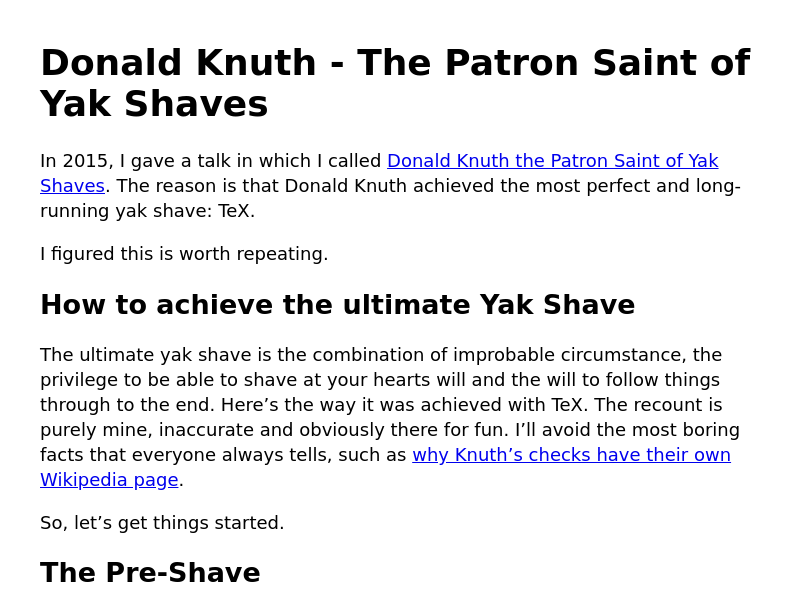 Donald Knuth - The Patron Saint of
Yak Shaves
In 2015, I gave a talk in which I called Donald Knuth the Patron Saint of Yak
Shaves. The reason is that Donald Knuth achieved the most perfect and long-
running yak shave: TeX.
I figured this is worth repeating.
How to achieve the ultimate Yak Shave
The ultimate yak shave is the combination of improbable circumstance, the
privilege to be able to shave at your hearts will and the will to follow things
through to the end. Here’s the way it was achieved with TeX. The recount is
purely mine, inaccurate and obviously there for fun. I’ll avoid the most boring
facts that everyone always tells, such as why Knuth’s checks have their own
Wikipedia page.
So, let’s get things started.
The Pre-Shave